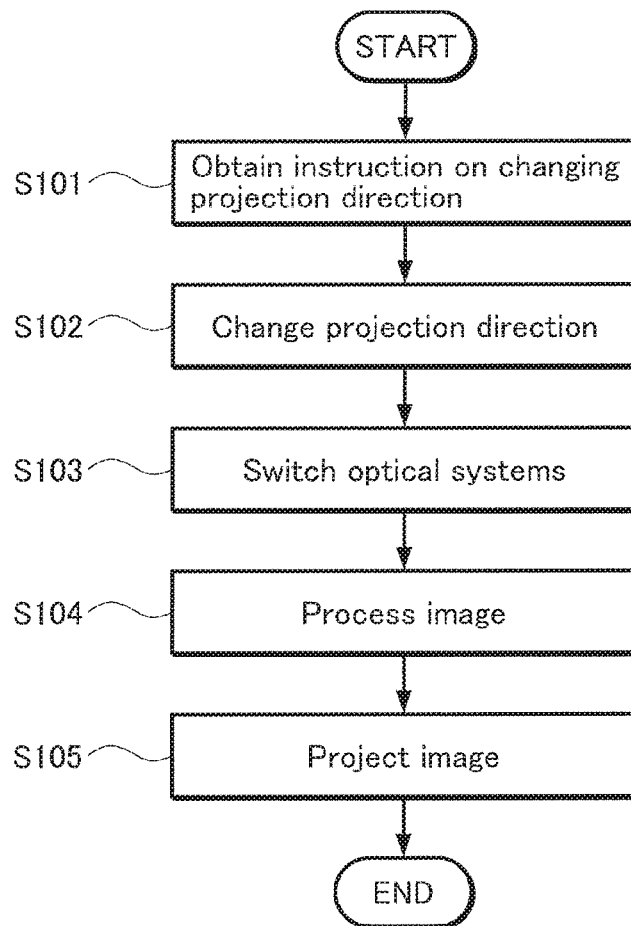 START
S101
Obtain instruction on changing
projection direction
S102
Change projection direction
S103
Switch optical systems
S104
Process image
S105
Project image
END